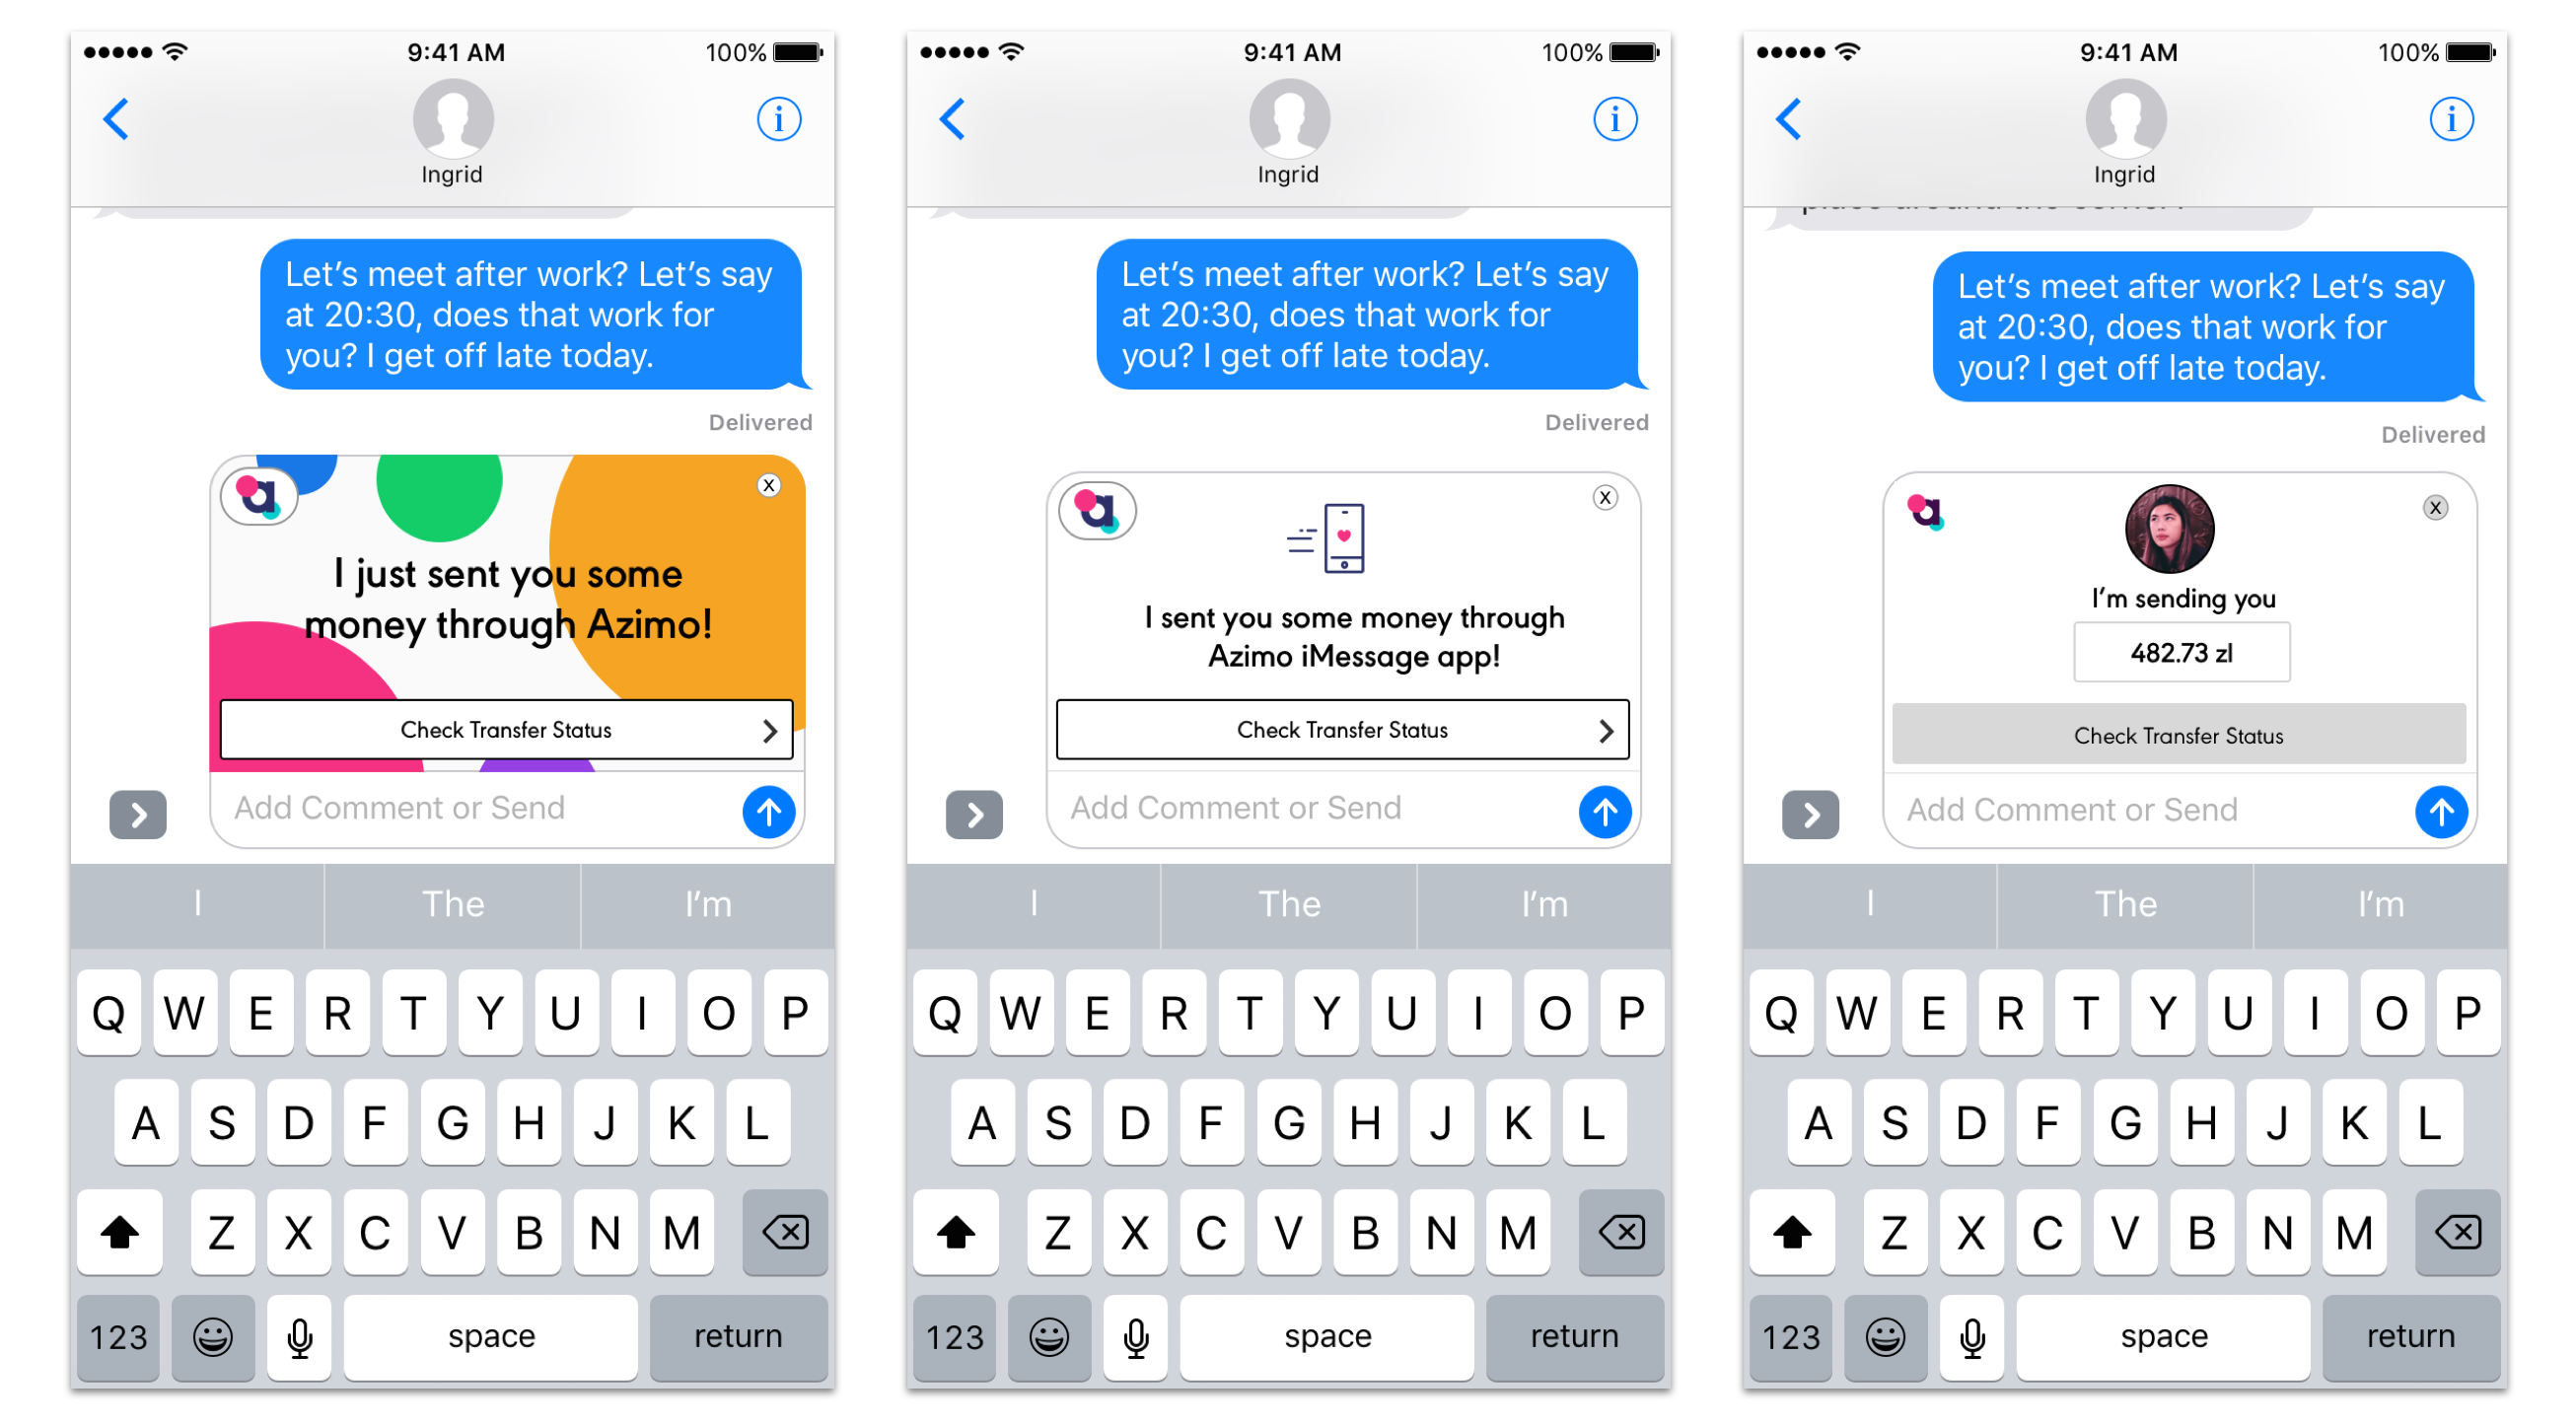 9:41 AM
100%
Ingrid
Let’s meet after work? Let’s say
at 20:30, does that work for
you? I get off late today.
Delivered
a
X
I just sent you some
money through Azimo!
Check Transfer Status
Add Comment or Send
I
The
I’m
Q W E R T Y U I O P
A S D F G H J K L
Z X C V B N M
123
space
return
9:41 AM
100%
Ingrid
Let’s meet after work? Let’s say
at 20:30, does that work for
you? I get off late today.
Delivered
a
X
I sent you some money through
Azimo iMessage app!
Check Transfer Status
Add Comment or Send
I
The
I’m
Q W E R T Y U I O P
A S D F G H J K L
Z X C V B N M
123
space
return
9:41 AM
100%
Ingrid
place around the corner?
Let’s meet after work? Let’s say
at 20:30, does that work for
you? I get off late today.
Delivered
a
X
I’m sending you
482.73 zl
Check Transfer Status
Add Comment or Send
I
The
I’m
Q W E R T Y U I O P
A S D F G H J K L
Z X C V B N M
123
space
return